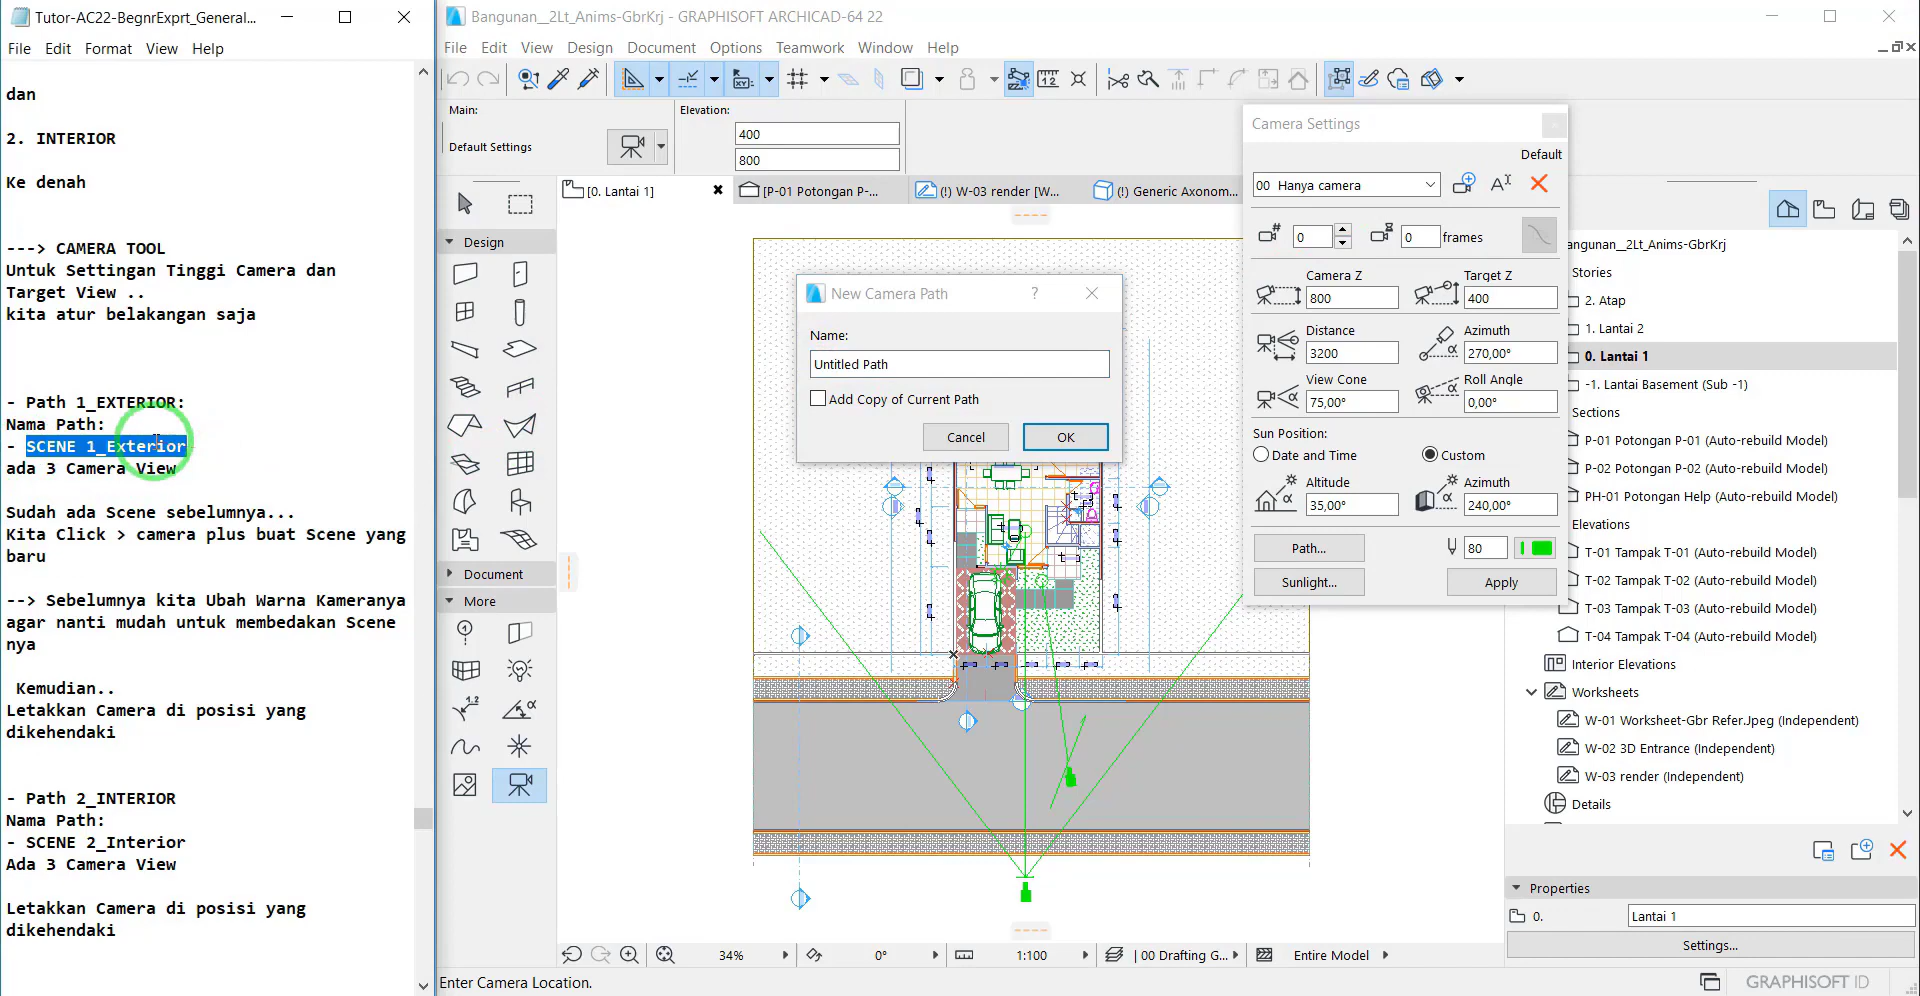 Tutor-AC22-BegnrExprt_General...
File Edit Format View Help
dan
2. INTERIOR
Ke denah
---> CAMERA TOOL
Untuk Settingan Tinggi Camera dan
Target View ..
kita atur belakangan saja
- Path 1_EXTERIOR:
Nama Path:
- SCENE 1_Exterior
ada 3 Camera View
Sudah ada Scene sebelumnya...
Kita Click > camera plus buat Scene yang
baru
--> Sebelumnya kita Ubah Warna Kameranya
agar nanti mudah untuk membedakan Scene
nya
Kemudian..
Letakkan Camera di posisi yang
dikehendaki
- Path 2_INTERIOR
Nama Path:
- SCENE 2_Interior
Ada 3 Camera View
Letakkan Camera di posisi yang
dikehendaki
Bangunan__2Lt_Anims-GbrKrj - GRAPHISOFT ARCHICAD-64 22
File Edit View Design Document Options Teamwork Window Help
Main:
Default Settings
Elevation:
400
800
[0. Lantai 1]
[P-01 Potongan P-...
(!) W-03 render [W...
(!) Generic Axonom...
Design
Document
More
New Camera Path
?
Name:
Untitled Path
Add Copy of Current Path
Cancel
OK
Camera Settings
Default
00 Hanya camera
0
0 frames
Camera Z
800
Target Z
400
Distance
3200
Azimuth
270,00°
View Cone
75,00°
Roll Angle
0,00°
Sun Position:
Date and Time
Custom
Altitude
35,00°
Azimuth
240,00°
Path...
80
Sunlight...
Apply
angunan__2Lt_Anims-GbrKrj
Stories
2. Atap
1. Lantai 2
0. Lantai 1
-1. Lantai Basement (Sub -1)
Sections
P-01 Potongan P-01 (Auto-rebuild Model)
P-02 Potongan P-02 (Auto-rebuild Model)
PH-01 Potongan Help (Auto-rebuild Model)
Elevations
T-01 Tampak T-01 (Auto-rebuild Model)
T-02 Tampak T-02 (Auto-rebuild Model)
T-03 Tampak T-03 (Auto-rebuild Model)
T-04 Tampak T-04 (Auto-rebuild Model)
Interior Elevations
Worksheets
W-01 Worksheet-Gbr Refer.Jpeg (Independent)
W-02 3D Entrance (Independent)
W-03 render (Independent)
Details
Properties
0.
Lantai 1
Settings...
34%
0°
1:100
00 Drafting G...
Entire Model
Enter Camera Location.
GRAPHISOFT ID